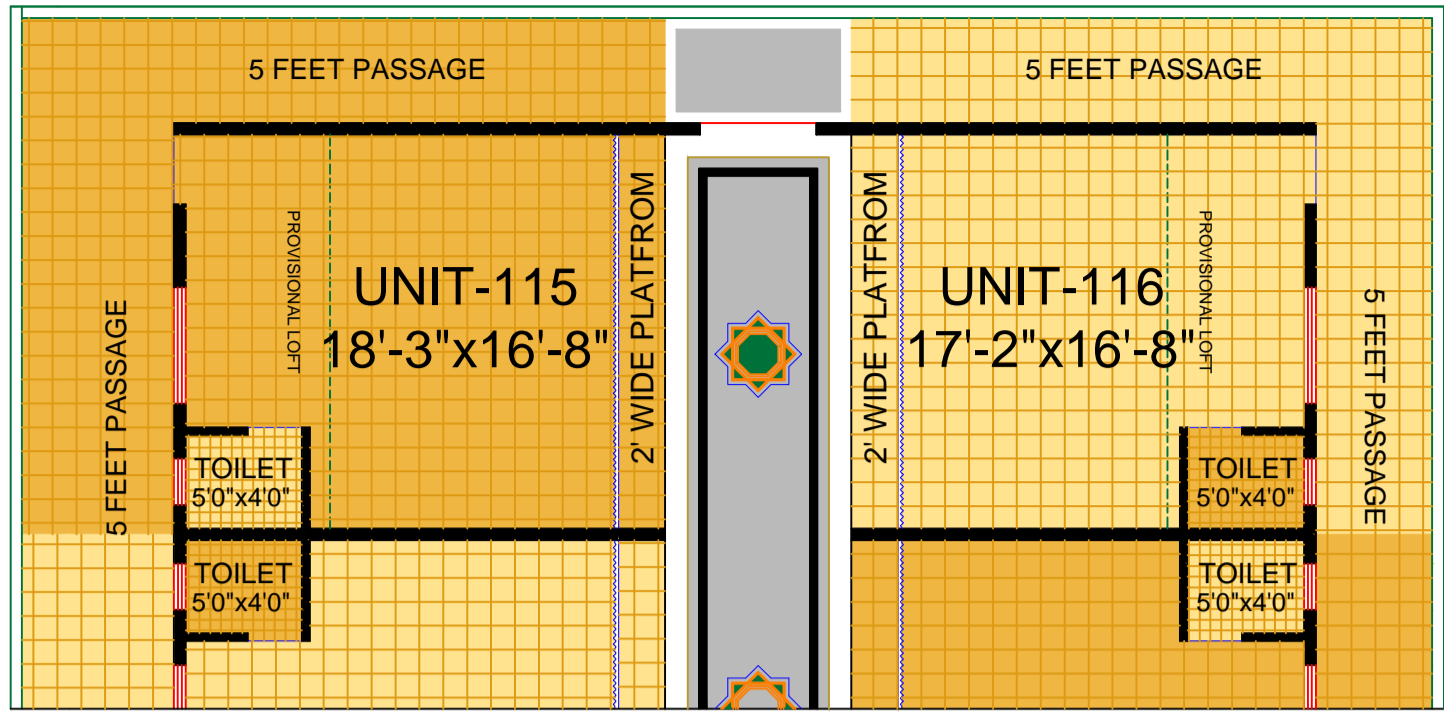 5 FEET PASSAGE
5 FEET PASSAGE
5 FEET PASSAGE
PROVISIONAL LOFT
UNIT-115
18'-3"x16'-8"
2' WIDE PLATFROM
2' WIDE PLATFROM
UNIT-116
17'-2"x16'-8"
PROVISIONAL LOFT
5 FEET PASSAGE
TOILET
5'0"x4'0"
TOILET
5'0"x4'0"
TOILET
5'0"x4'0"
TOILET
5'0"x4'0"